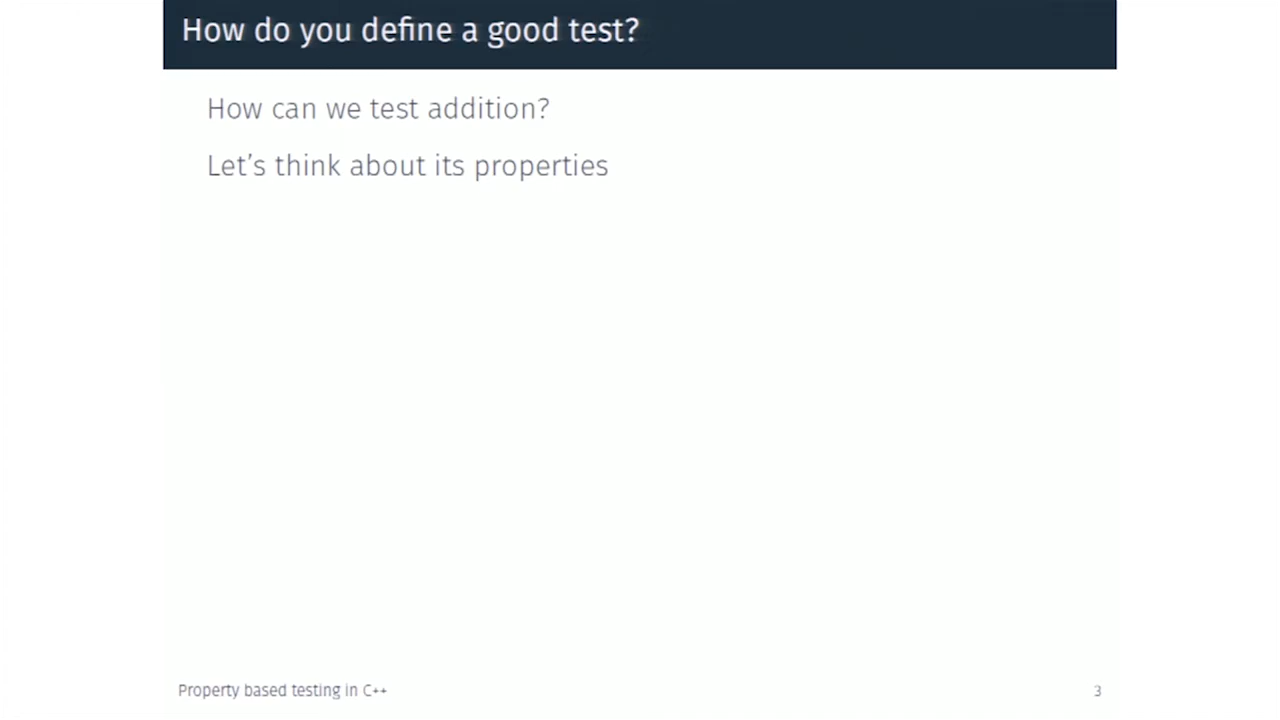 How do you define a good test?
How can we test addition?
Let's think about its properties
Property based testing in C++
3